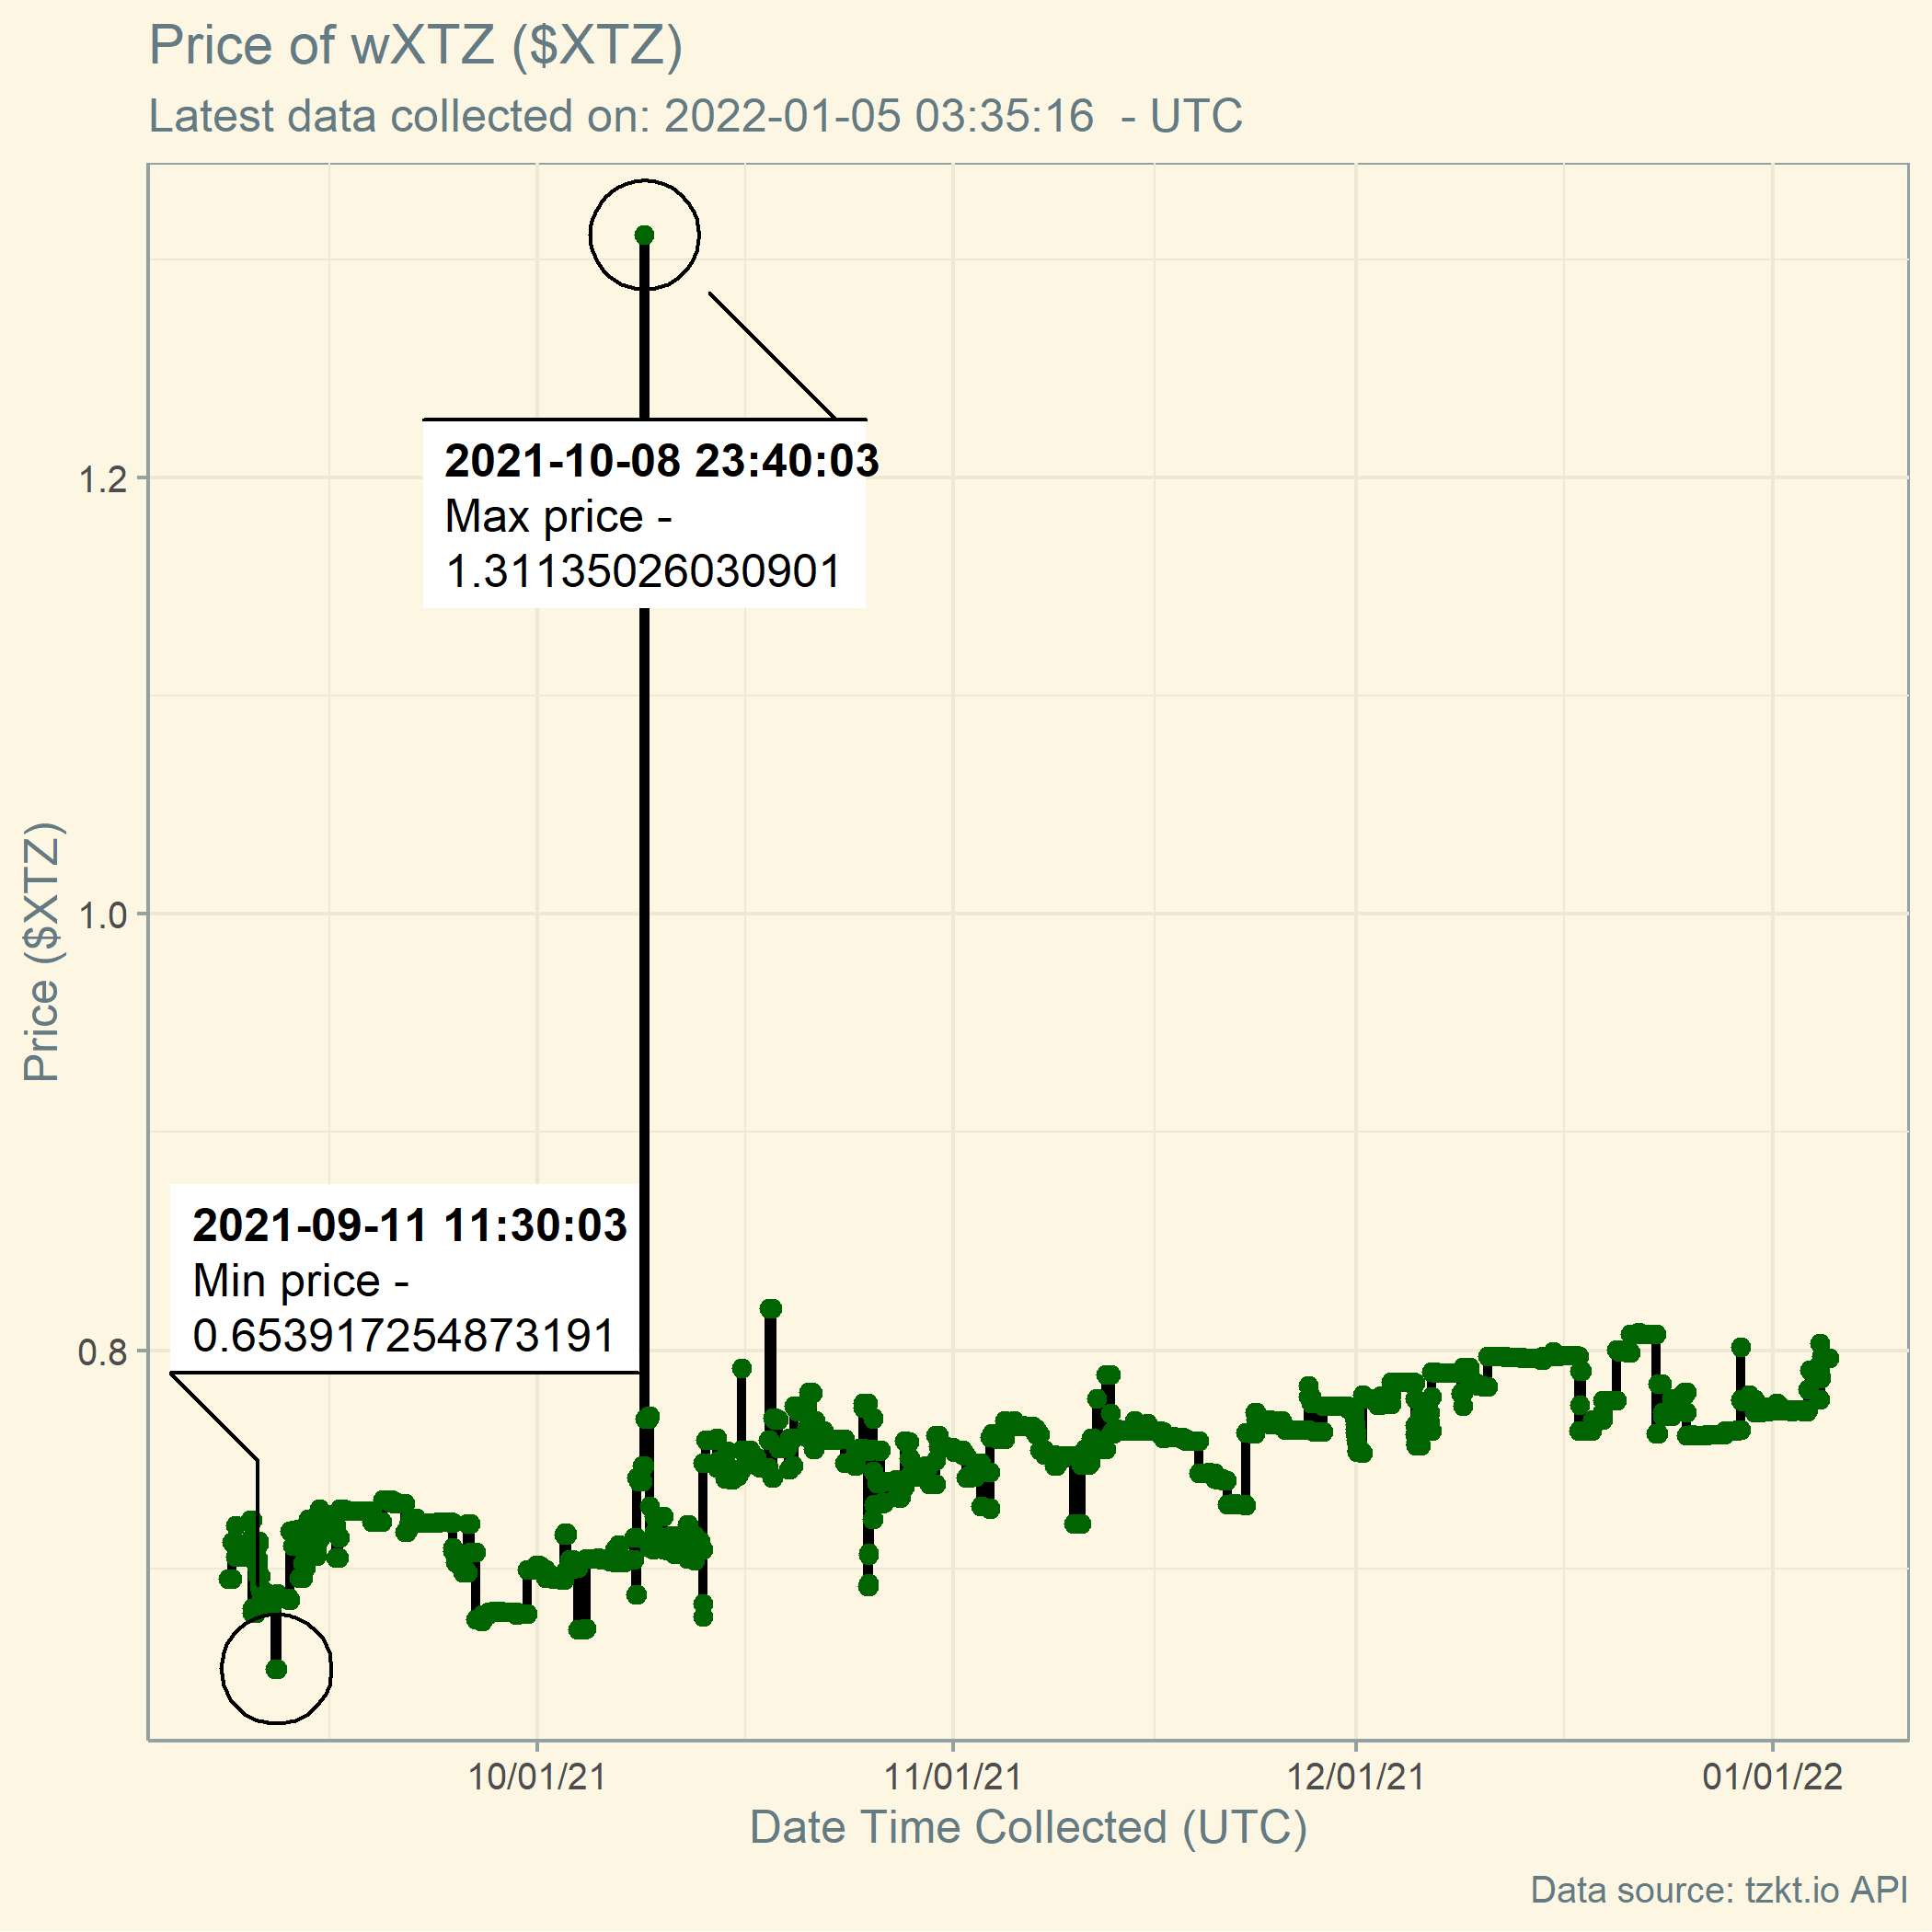 Price of wXTZ ($XTZ)
Latest data collected on: 2022-01-05 03:35:16  - UTC
2021-10-08 23:40:03
Max price -
1.31135026030901
1.2
1.0
Price ($XTZ)
2021-09-11 11:30:03
Min price -
0.653917254873191
0.8
10/01/21
11/01/21
12/01/21
01/01/22
Date Time Collected (UTC)
Data source: tzkt.io API